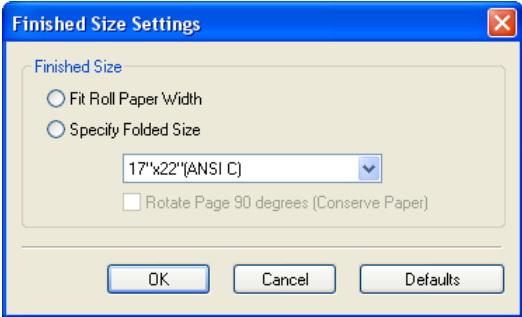 Finished Size Settings
Finished Size
Fit Roll Paper Width
Specify Folded Size
17"x22"(ANSI C)
Rotate Page 90 degrees (Conserve Paper)
OK Cancel Defaults